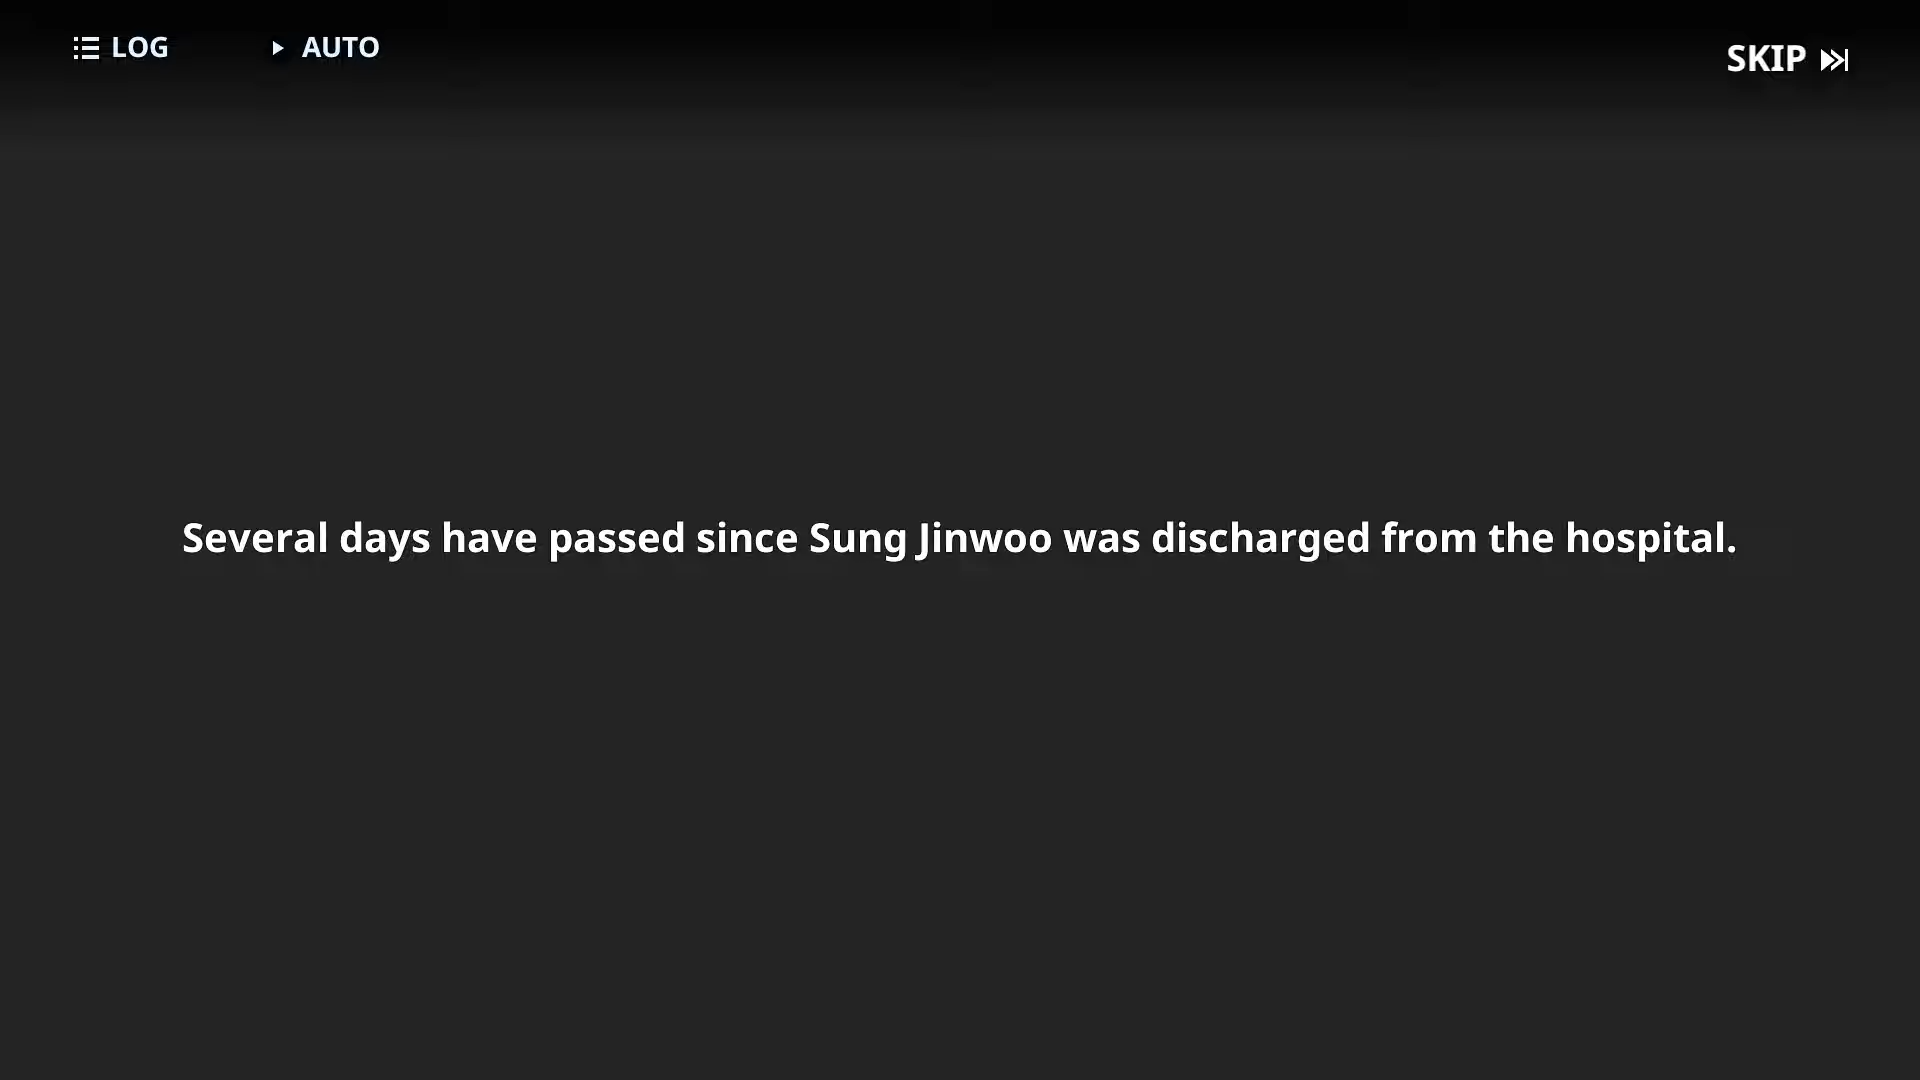 LOG
AUTO
SKIP
Several days have passed since Sung Jinwoo was discharged from the hospital.